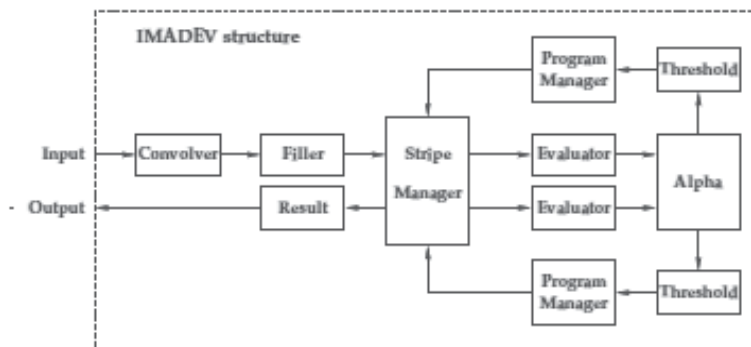 IMADEV structure
Program
Manager
Threshold
Input
Convolver
Filler
Stripe
Manager
Evaluator
Alpha
- Output
Result
Evaluator
Program
Manager
Threshold